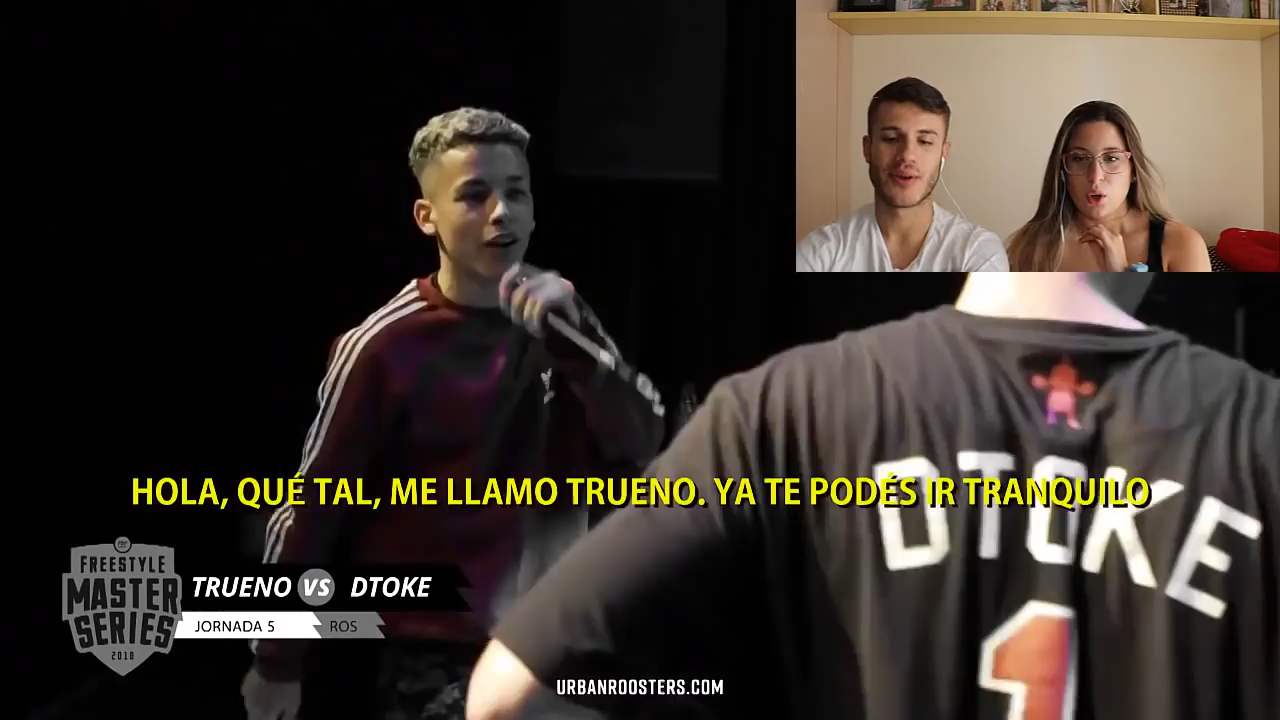 HOLA, QUÉ TAL, ME LLAMO TRUENO. YA TE PODÉS IR TRANQUILO
DTOKE
1
FREESTYLE
MASTER
SERIES
2018
TRUENO VS DTOKE
JORNADA 5 ROS
URBANROOSTERS.COM